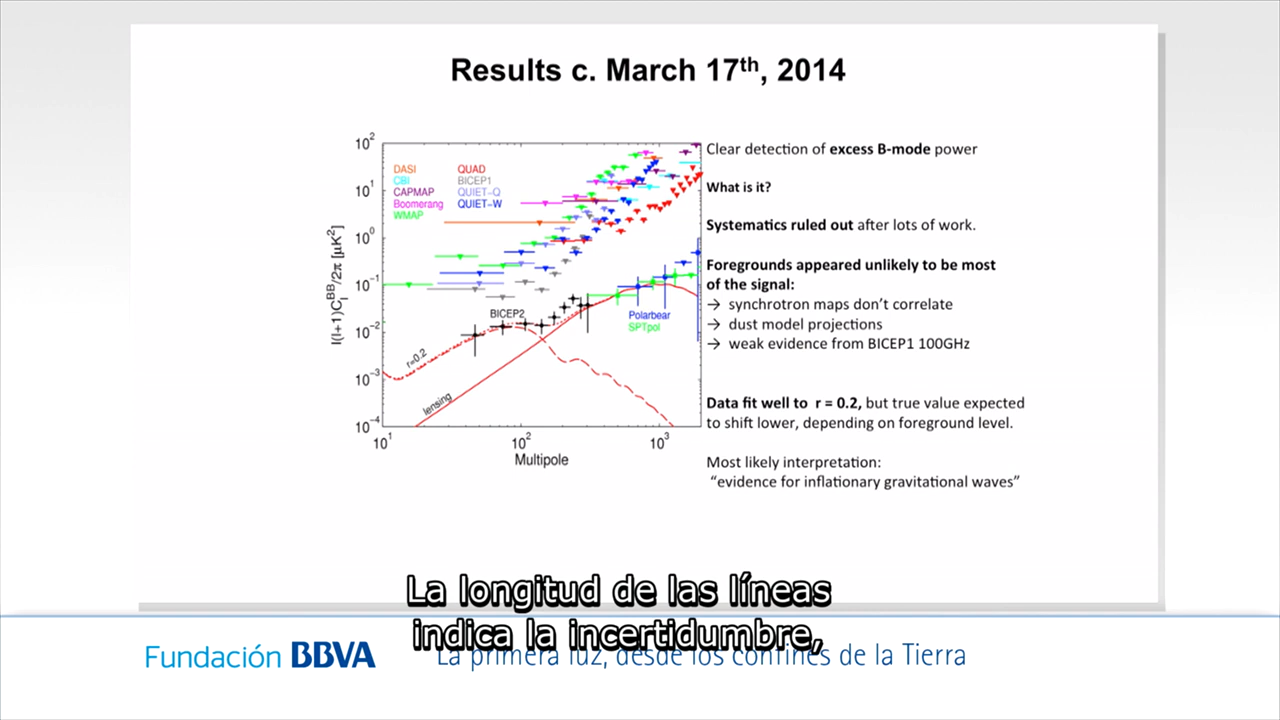 Results c. March 17th, 2014
10²
10¹
10⁰
10⁻¹
10⁻²
10⁻³
10⁻⁴
l(l+1)C_l^BB/2π [μK²]
DASI
CBI
CAPMAP
Boomerang
WMAP
QUAD
BICEP1
QUIET-Q
QUIET-W
BICEP2
Polarbear
SPTpol
r=0.2
lensing
10¹
10²
10³
Multipole
Clear detection of excess B-mode power
What is it?
Systematics ruled out after lots of work.
Foregrounds appeared unlikely to be most
of the signal:
→ synchrotron maps don't correlate
→ dust model projections
→ weak evidence from BICEP1 100GHz
Data fit well to r = 0.2, but true value expected
to shift lower, depending on foreground level.
Most likely interpretation:
"evidence for inflationary gravitational waves"
La longitud de las líneas
indica la incertidumbre,
Fundación BBVA
La primera luz, desde los confines de la Tierra